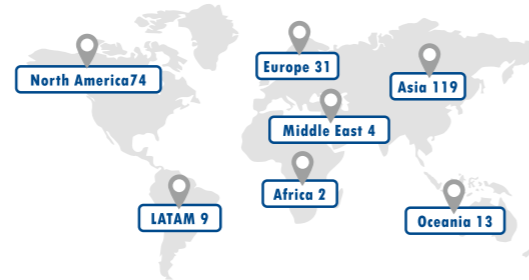 North America74
Europe 31
Asia 119
Middle East 4
Africa 2
LATAM 9
Oceania 13